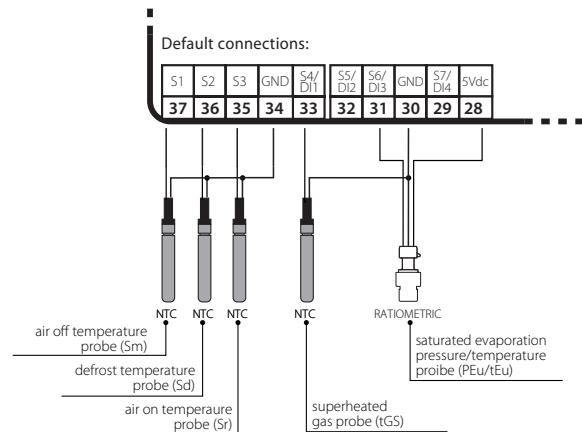 Default connections:
S1 S2 S3 GND S4/DI1 S5/DI2 S6/DI3 GND S7/DI4 5Vdc
37 36 35 34 33 32 31 30 29 28
NTC NTC NTC NTC RATIOMETRIC
air off temperature
probe (Sm)
defrost temperature
probe (Sd)
air on temperaure
probe (Sr)
superheated
gas probe (tGS)
saturated evaporation
pressure/temperature
proibe (PEu/tEu)